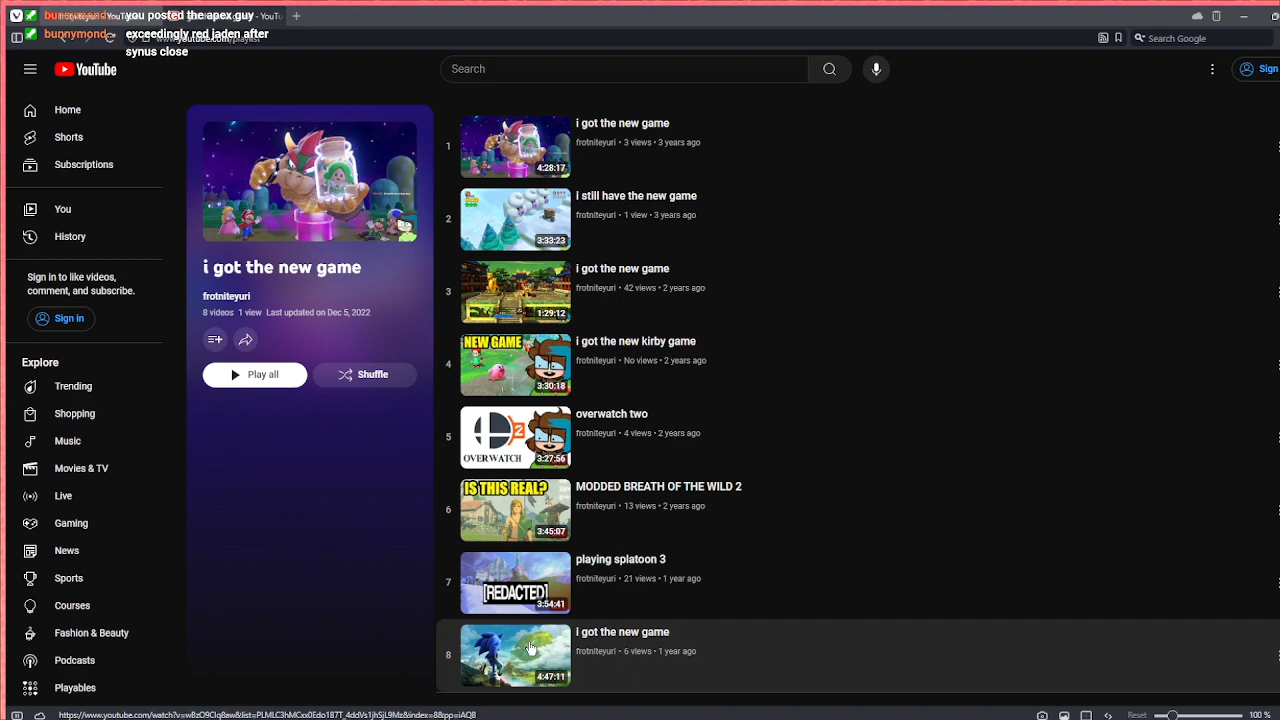 bunnymond you posted the apex guy
bunnymond exceedingly red jaden after
synus close
Search Google
YouTube
Search
Sign
Home
Shorts
Subscriptions
You
History
Sign in to like videos,
comment, and subscribe.
Sign in
Explore
Trending
Shopping
Music
Movies & TV
Live
Gaming
News
Sports
Courses
Fashion & Beauty
Podcasts
Playables
i got the new game
frotniteyuri
8 videos 1 view Last updated on Dec 5, 2022
Play all
Shuffle
1
4:28:17
i got the new game
frotniteyuri • 3 views • 3 years ago
2
3:33:23
i still have the new game
frotniteyuri • 1 view • 3 years ago
3
1:29:12
i got the new game
frotniteyuri • 42 views • 2 years ago
4
NEW GAME
3:30:18
i got the new kirby game
frotniteyuri • No views • 2 years ago
5
2
OVERWATCH
3:27:56
overwatch two
frotniteyuri • 4 views • 2 years ago
6
IS THIS REAL?
3:45:07
MODDED BREATH OF THE WILD 2
frotniteyuri • 13 views • 2 years ago
7
[REDACTED]
3:54:41
playing splatoon 3
frotniteyuri • 21 views • 1 year ago
8
4:47:11
i got the new game
frotniteyuri • 6 views • 1 year ago
Reset
100 %